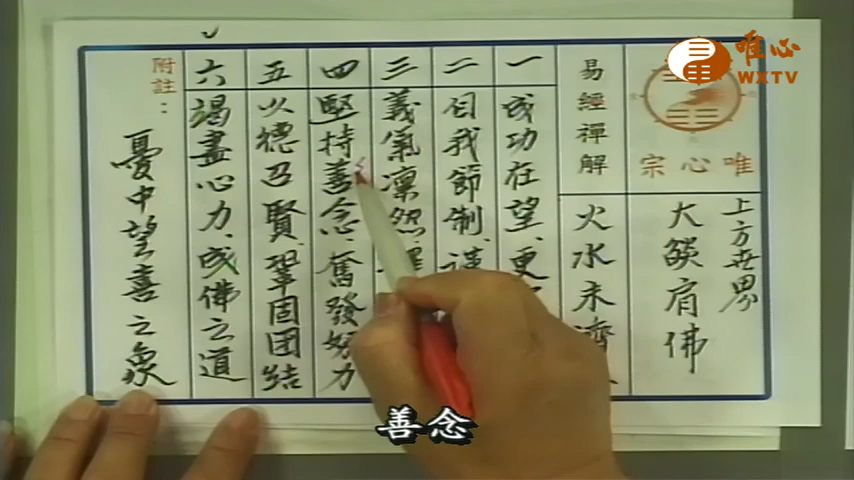 唯心
WXTV
唯心宗
上方世界
大燄肩佛
易經禪解
火水未濟
一
成功在望、更
二
自我節制、謹
三
義氣凜然
四
堅持善念、奮發努力
五
以德召賢、鞏固团結
六
竭盡心力、成佛之道
附註：
憂中望喜之象
善念